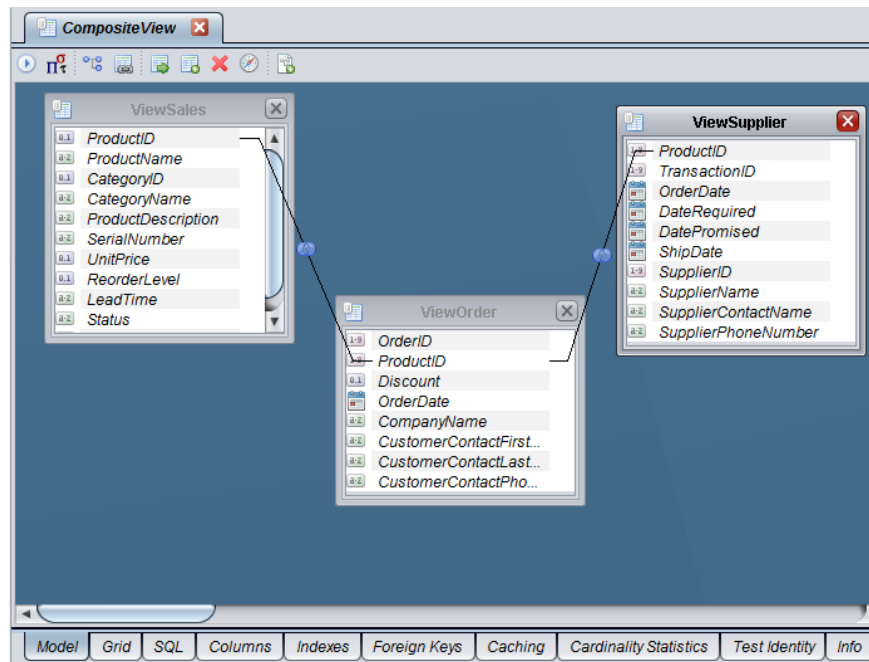 CompositeView
ViewSales
ProductID
ProductName
CategoryID
CategoryName
ProductDescription
SerialNumber
UnitPrice
ReorderLevel
LeadTime
Status
ViewSupplier
ProductID
TransactionID
OrderDate
DateRequired
DatePromised
ShipDate
SupplierID
SupplierName
SupplierContactName
SupplierPhoneNumber
ViewOrder
OrderID
ProductID
Discount
OrderDate
CompanyName
CustomerContactFirst...
CustomerContactLast...
CustomerContactPho...
Model Grid SQL Columns Indexes Foreign Keys Caching Cardinality Statistics Test Identity Info